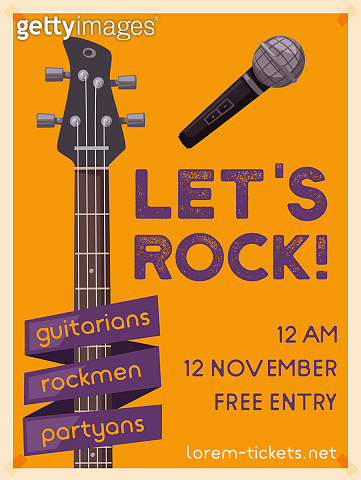 gettyimages®
LET'S
ROCK!
guitarians
rockmen
partyans
12 AM
12 NOVEMBER
FREE ENTRY
lorem-tickets.net